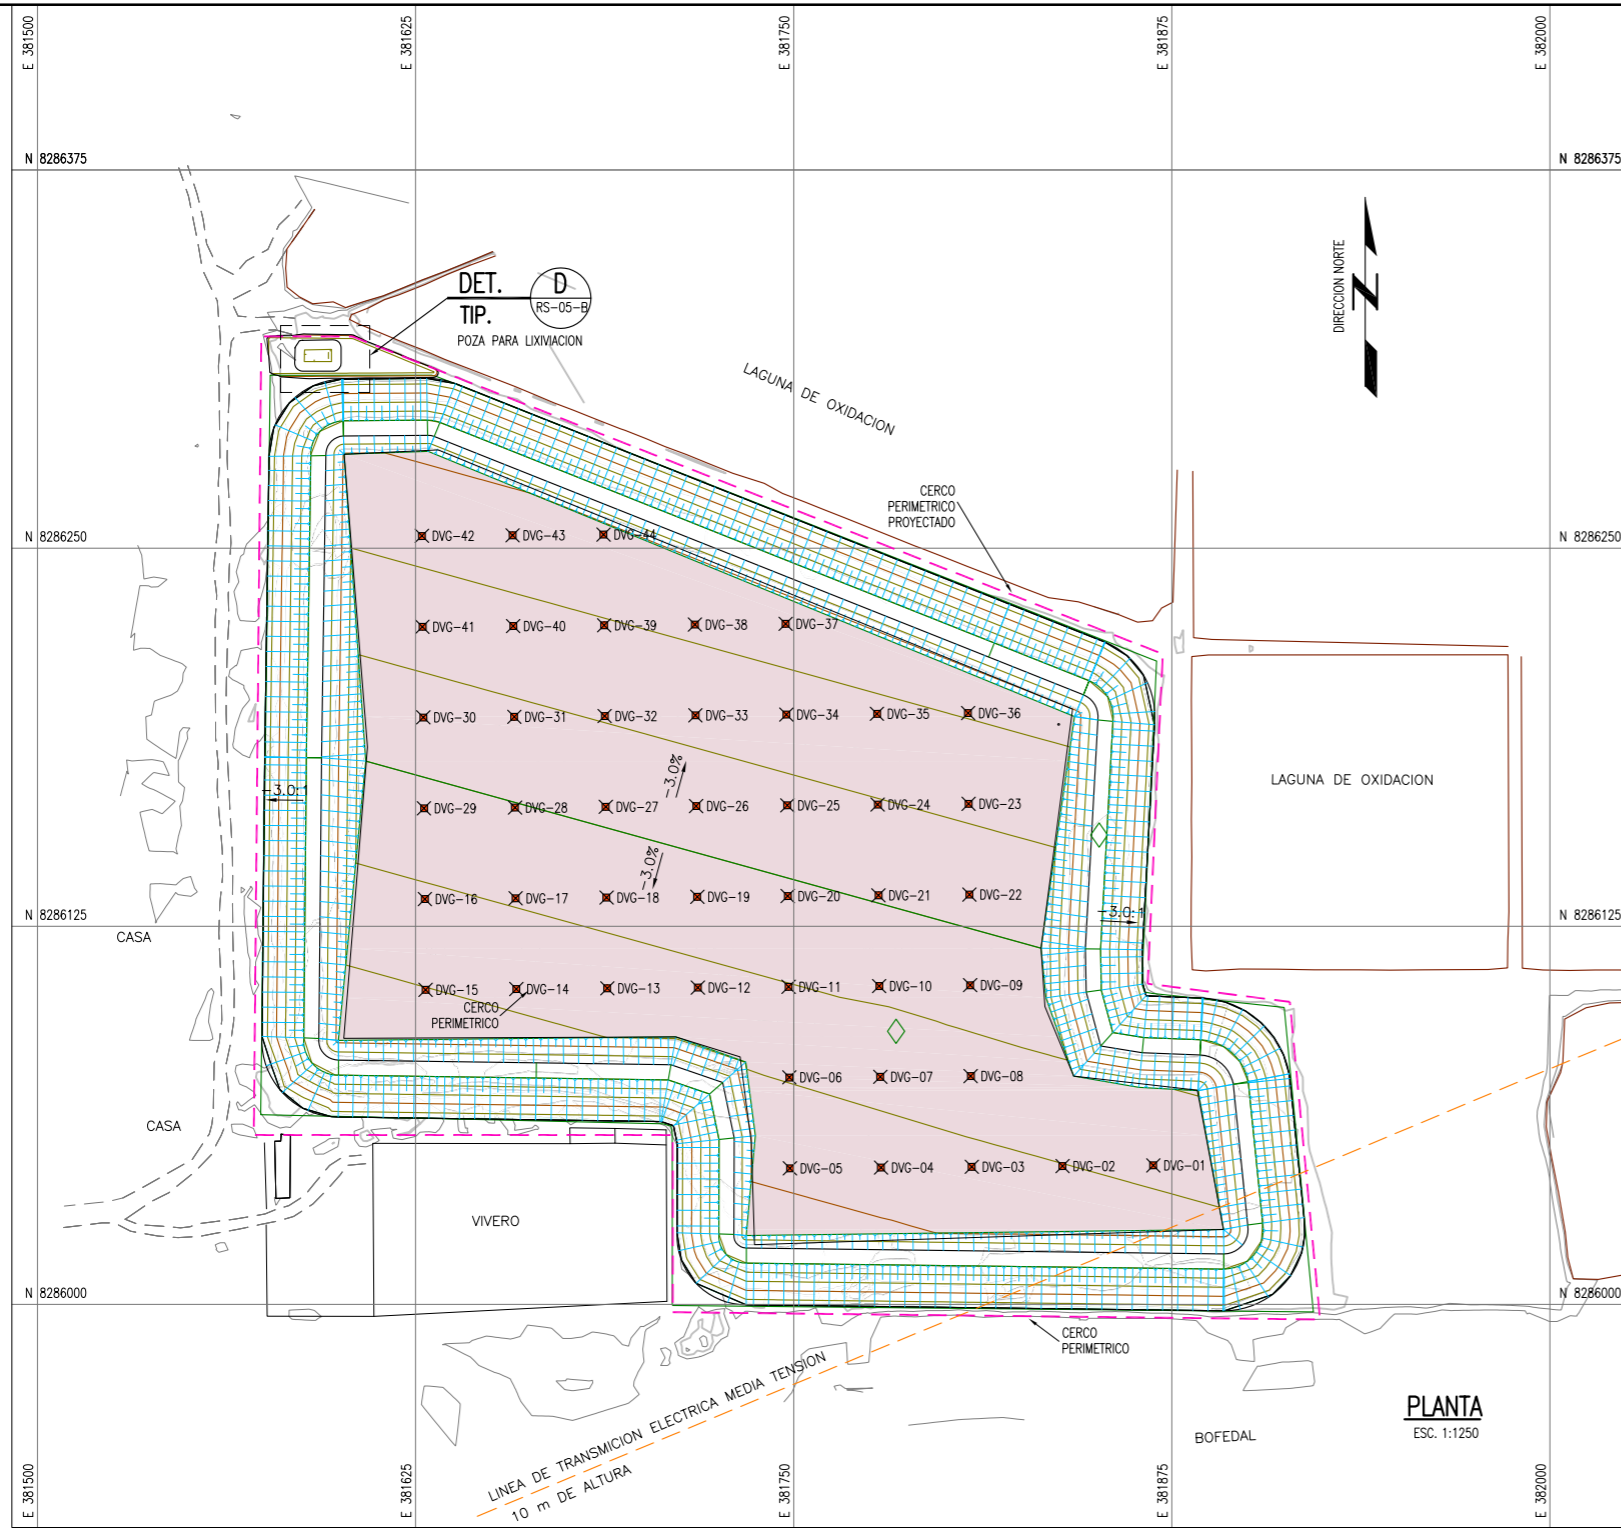 E 381500
E 381625
E 381750
E 381875
E 382000
N 8286375
N 8286375
DIRECCION NORTE
N
DET.
TIP.
D
RS-05-B
POZA PARA LIXIVIACION
LAGUNA DE OXIDACION
CERCO
PERIMETRICO
PROYECTADO
N 8286250
N 8286250
DVG-42
DVG-43
DVG-44
DVG-41
DVG-40
DVG-39
DVG-38
DVG-37
DVG-30
DVG-31
DVG-32
DVG-33
DVG-34
DVG-35
DVG-36
-3.0%
LAGUNA DE OXIDACION
-3.0:1
DVG-29
DVG-28
DVG-27
DVG-26
DVG-25
DVG-24
DVG-23
-3.0%
DVG-16
DVG-17
DVG-18
DVG-19
DVG-20
DVG-21
DVG-22
-3.0:1
N 8286125
N 8286125
CASA
DVG-15
DVG-14
DVG-13
DVG-12
DVG-11
DVG-10
DVG-09
CERCO
PERIMETRICO
DVG-06
DVG-07
DVG-08
CASA
DVG-05
DVG-04
DVG-03
DVG-02
DVG-01
VIVERO
N 8286000
N 8286000
CERCO
PERIMETRICO
LINEA DE TRANSMICION ELECTRICA MEDIA TENSION
10 m DE ALTURA
BOFEDAL
PLANTA
ESC. 1:1250
E 381500
E 381625
E 381750
E 381875
E 382000